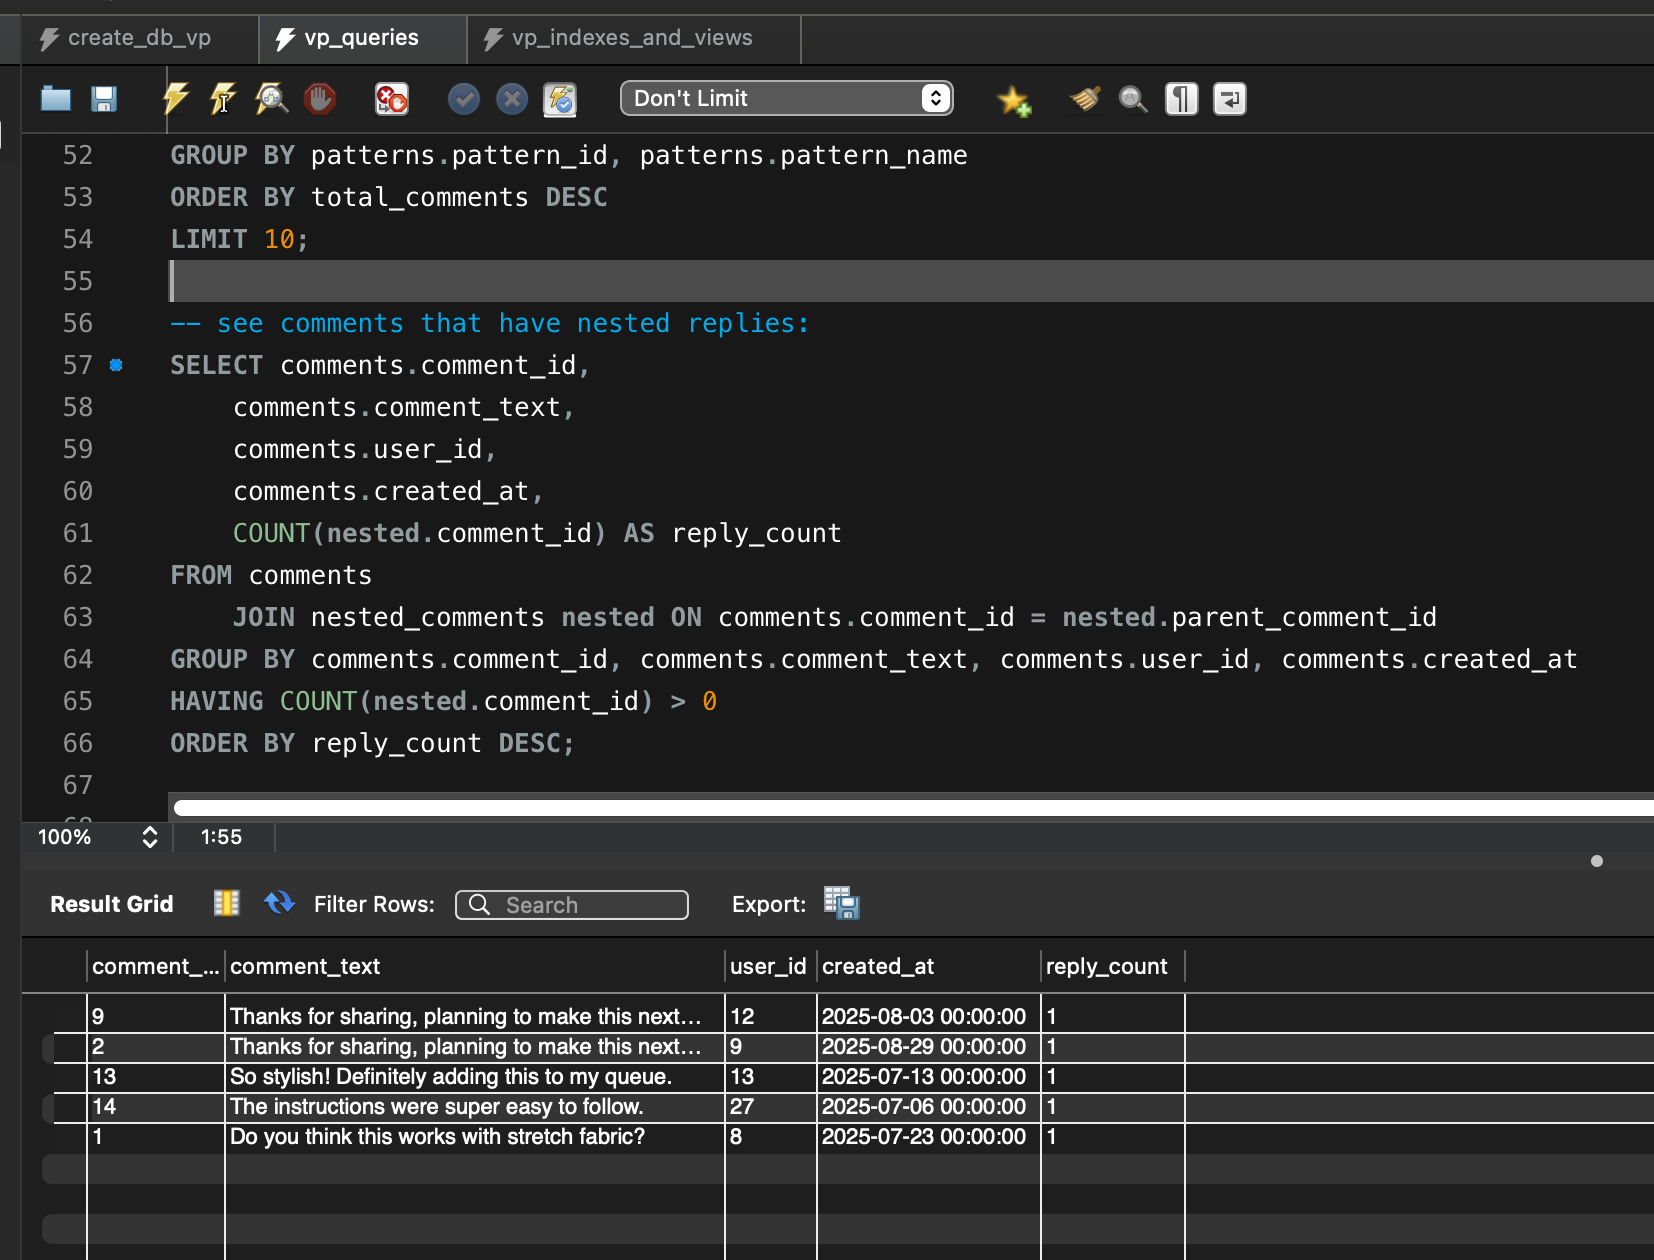 create_db_vp vp_queries vp_indexes_and_views
Don't Limit
52 GROUP BY patterns.pattern_id, patterns.pattern_name
53 ORDER BY total_comments DESC
54 LIMIT 10;
55
56 -- see comments that have nested replies:
57 SELECT comments.comment_id,
58 comments.comment_text,
59 comments.user_id,
60 comments.created_at,
61 COUNT(nested.comment_id) AS reply_count
62 FROM comments
63 JOIN nested_comments nested ON comments.comment_id = nested.parent_comment_id
64 GROUP BY comments.comment_id, comments.comment_text, comments.user_id, comments.created_at
65 HAVING COUNT(nested.comment_id) > 0
66 ORDER BY reply_count DESC;
67
100% 1:55
Result Grid Filter Rows: Search Export:
comment_... comment_text user_id created_at reply_count
9 Thanks for sharing, planning to make this next... 12 2025-08-03 00:00:00 1
2 Thanks for sharing, planning to make this next... 9 2025-08-29 00:00:00 1
13 So stylish! Definitely adding this to my queue. 13 2025-07-13 00:00:00 1
14 The instructions were super easy to follow. 27 2025-07-06 00:00:00 1
1 Do you think this works with stretch fabric? 8 2025-07-23 00:00:00 1